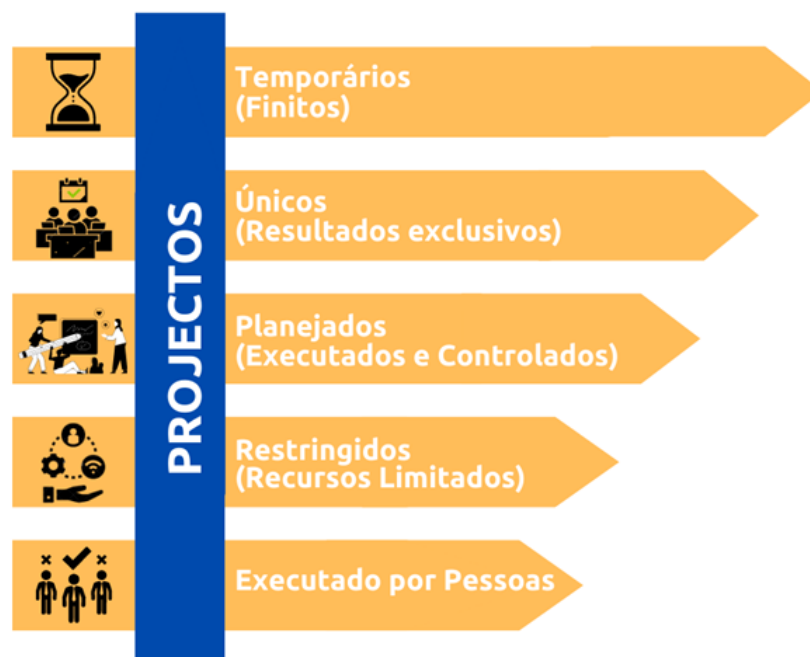 PROJECTOS
Temporários
(Finitos)
Únicos
(Resultados exclusivos)
Planejados
(Executados e Controlados)
Restringidos
(Recursos Limitados)
Executado por Pessoas